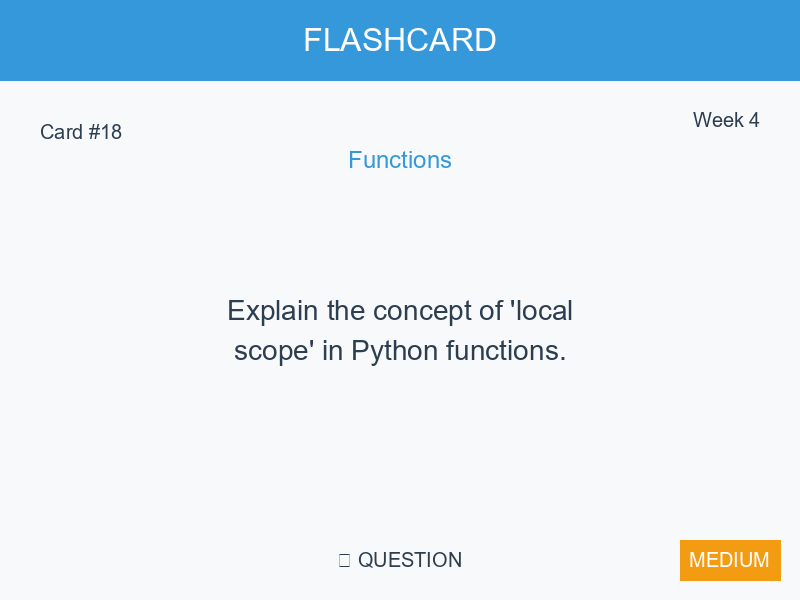 FLASHCARD
Card #18
Week 4
Functions
Explain the concept of 'local
scope' in Python functions.
QUESTION
MEDIUM